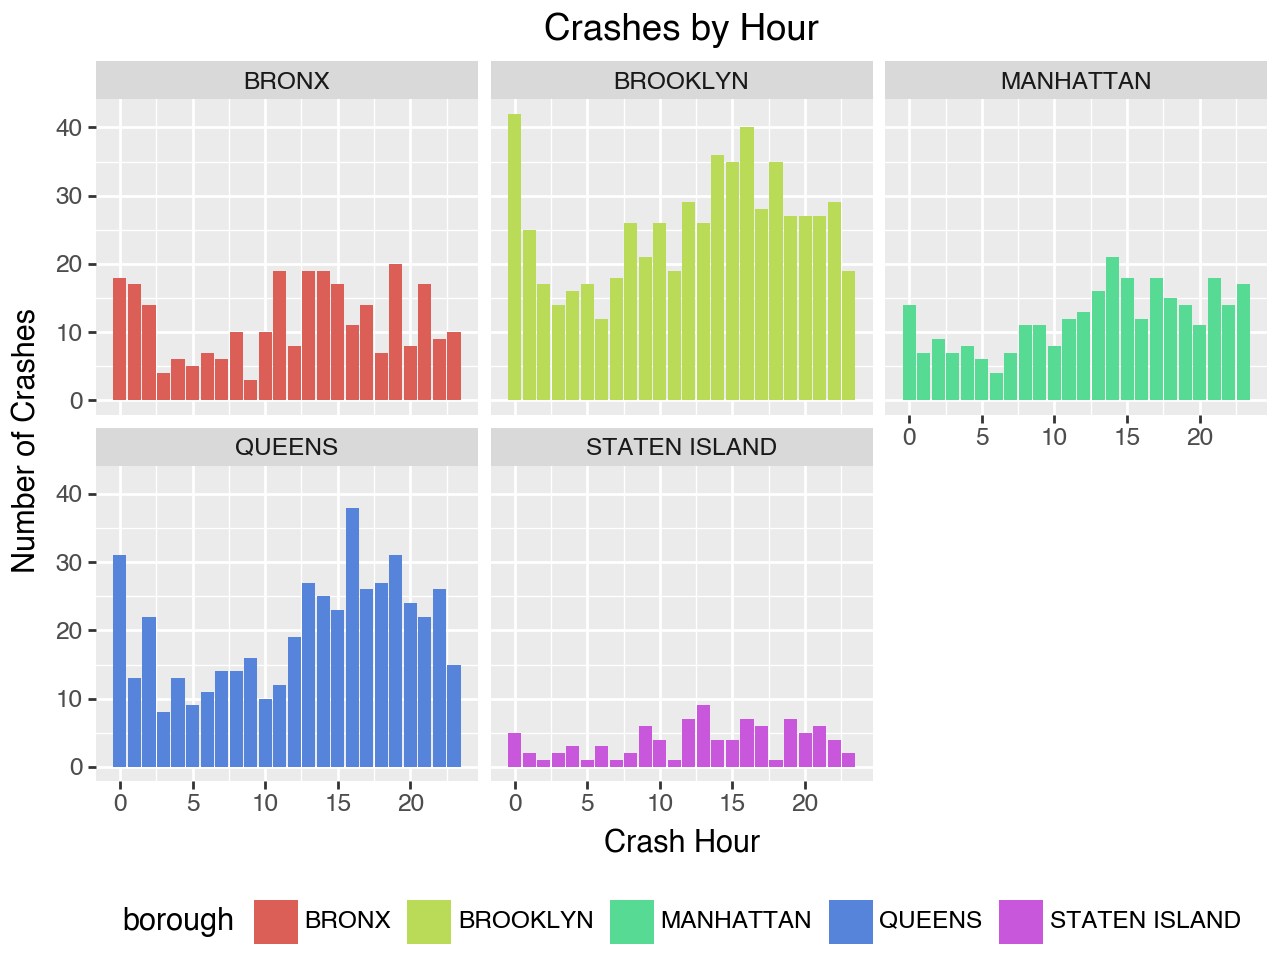 Crashes by Hour
BRONX
BROOKLYN
MANHATTAN
40
30
20
10
0
0 5 10 15 20
Number of Crashes
QUEENS
STATEN ISLAND
40
30
20
10
0
0 5 10 15 20
0 5 10 15 20
Crash Hour
borough BRONX BROOKLYN MANHATTAN QUEENS STATEN ISLAND